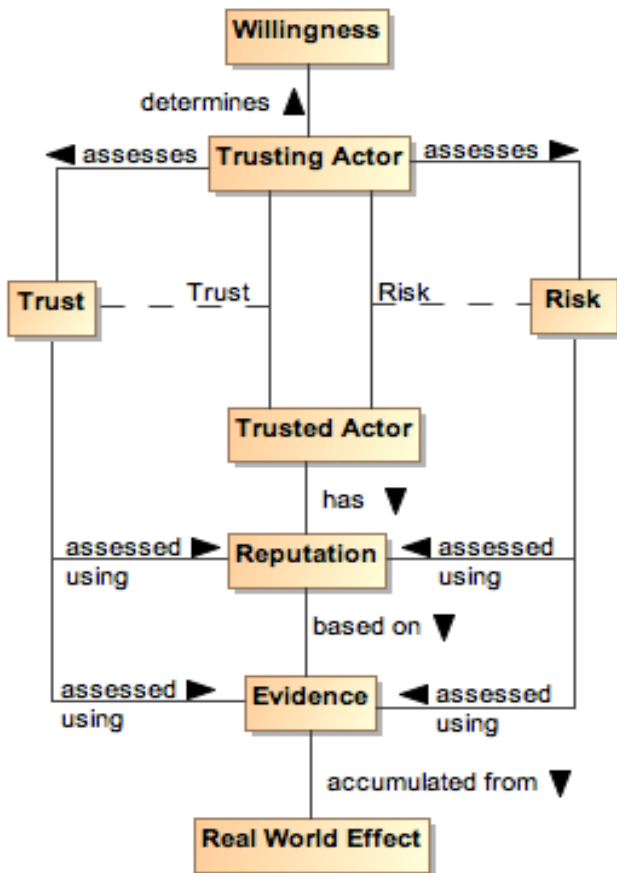 Willingness
determines
assesses
Trusting Actor
assesses
Trust
Trust
Risk
Risk
Trusted Actor
has
assessed
using
Reputation
assessed
using
based on
assessed
using
Evidence
assessed
using
accumulated from
Real World Effect